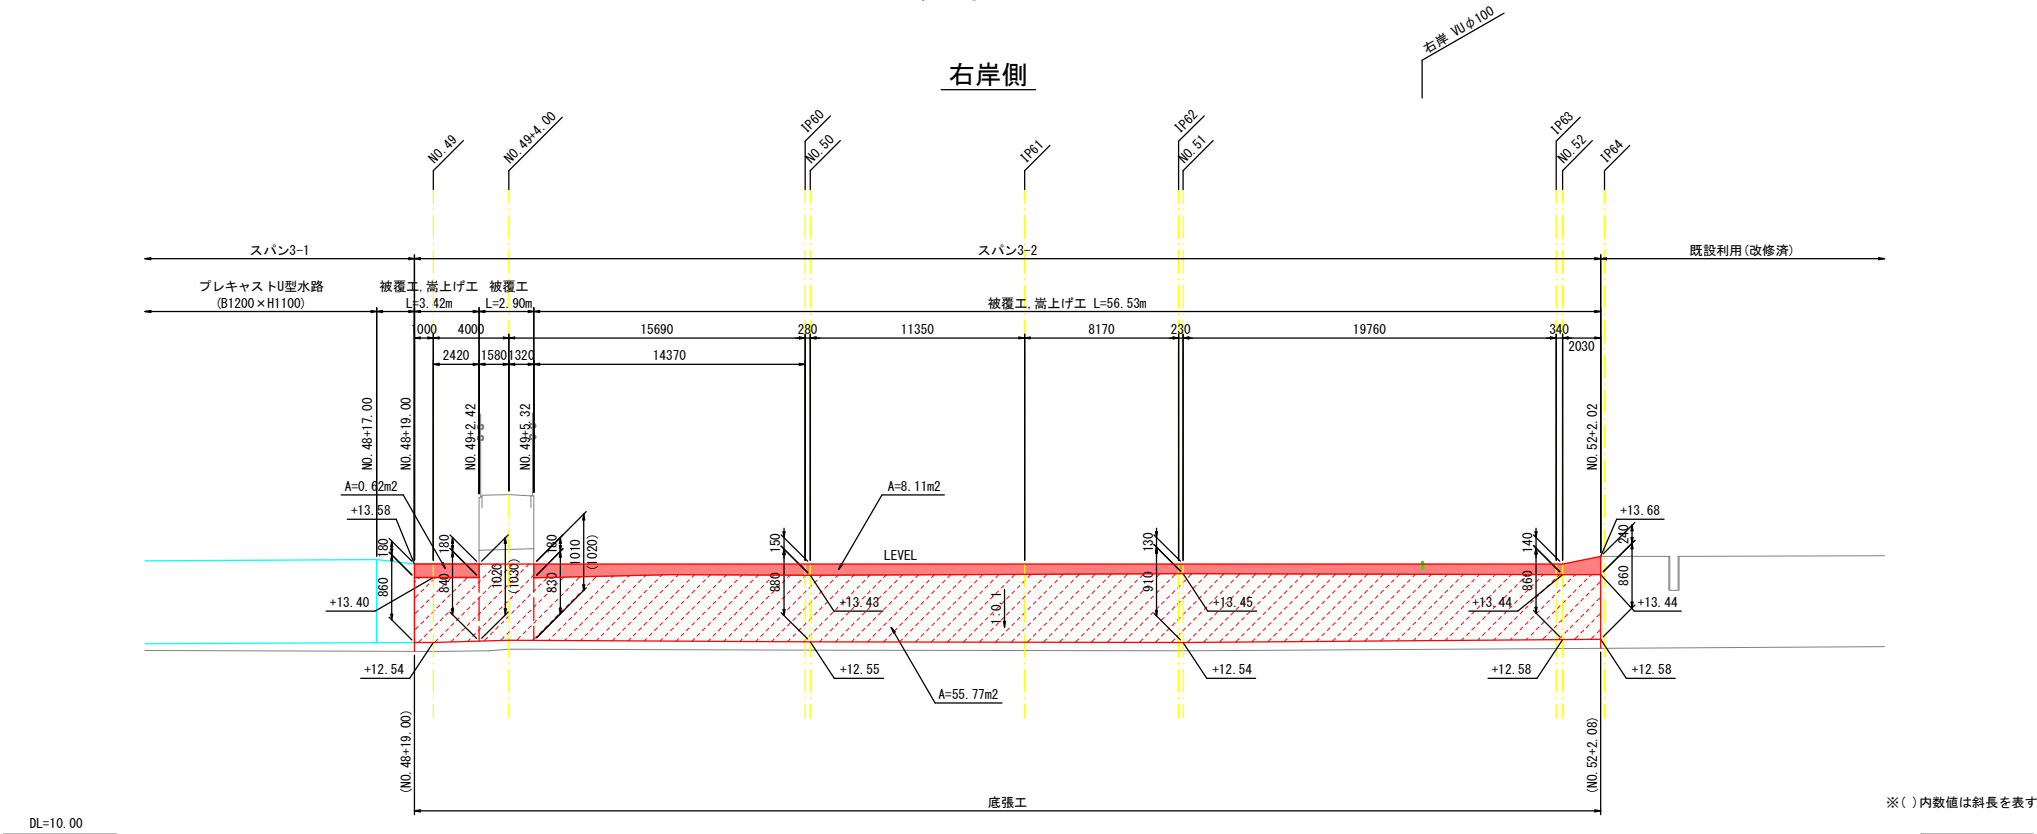 右岸側
右岸 VUφ100
NO.49
NO.49+4.00
IP60
NO.50
IP61
IP62
NO.51
IP63
NO.52
IP64
スパン3-1
スパン3-2
既設利用(改修済)
プレキャストU型水路
(B1200×H1100)
被覆工,嵩上げ工
L=3.42m
被覆工
L=2.90m
被覆工,嵩上げ工 L=56.53m
1000
4000
15690
280
11350
8170
230
19760
340
2030
2420
1580
1320
14370
NO.48+17.00
NO.48+19.00
NO.49+2.42
NO.49+5.32
NO.52+2.02
A=0.62m2
+13.58
A=8.11m2
+13.68
LEVEL
180
860
180
840
1020
(1030)
180
830
1010
(1020)
150
880
130
910
140
860
240
860
1:0.1
+13.40
+13.43
+13.45
+13.44
+13.44
+12.54
+12.55
+12.54
+12.58
+12.58
A=55.77m2
(NO.48+19.00)
(NO.52+2.08)
底張工
※( )内数値は斜長を表す
DL=10.00